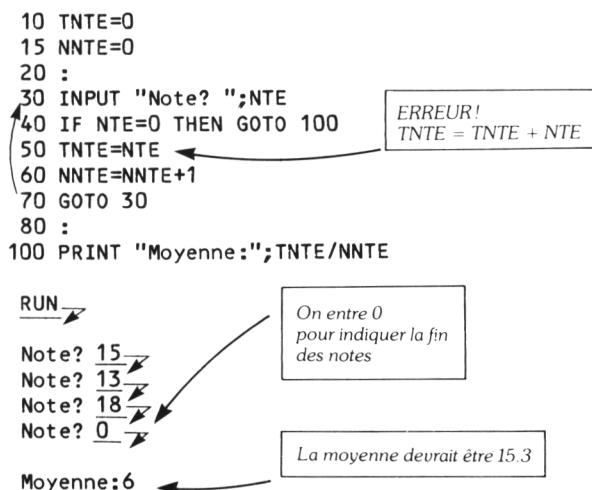 10 TNTE=0
15 NNTE=0
20 :
30 INPUT "Note? ";NTE
40 IF NTE=0 THEN GOTO 100
50 TNTE=NTE
60 NNTE=NNTE+1
70 GOTO 30
80 :
100 PRINT "Moyenne:";TNTE/NNTE
ERREUR!
TNTE = TNTE + NTE
RUN
Note? 15
Note? 13
Note? 18
Note? 0
On entre 0
pour indiquer la fin
des notes
Moyenne:6
La moyenne devrait être 15.3